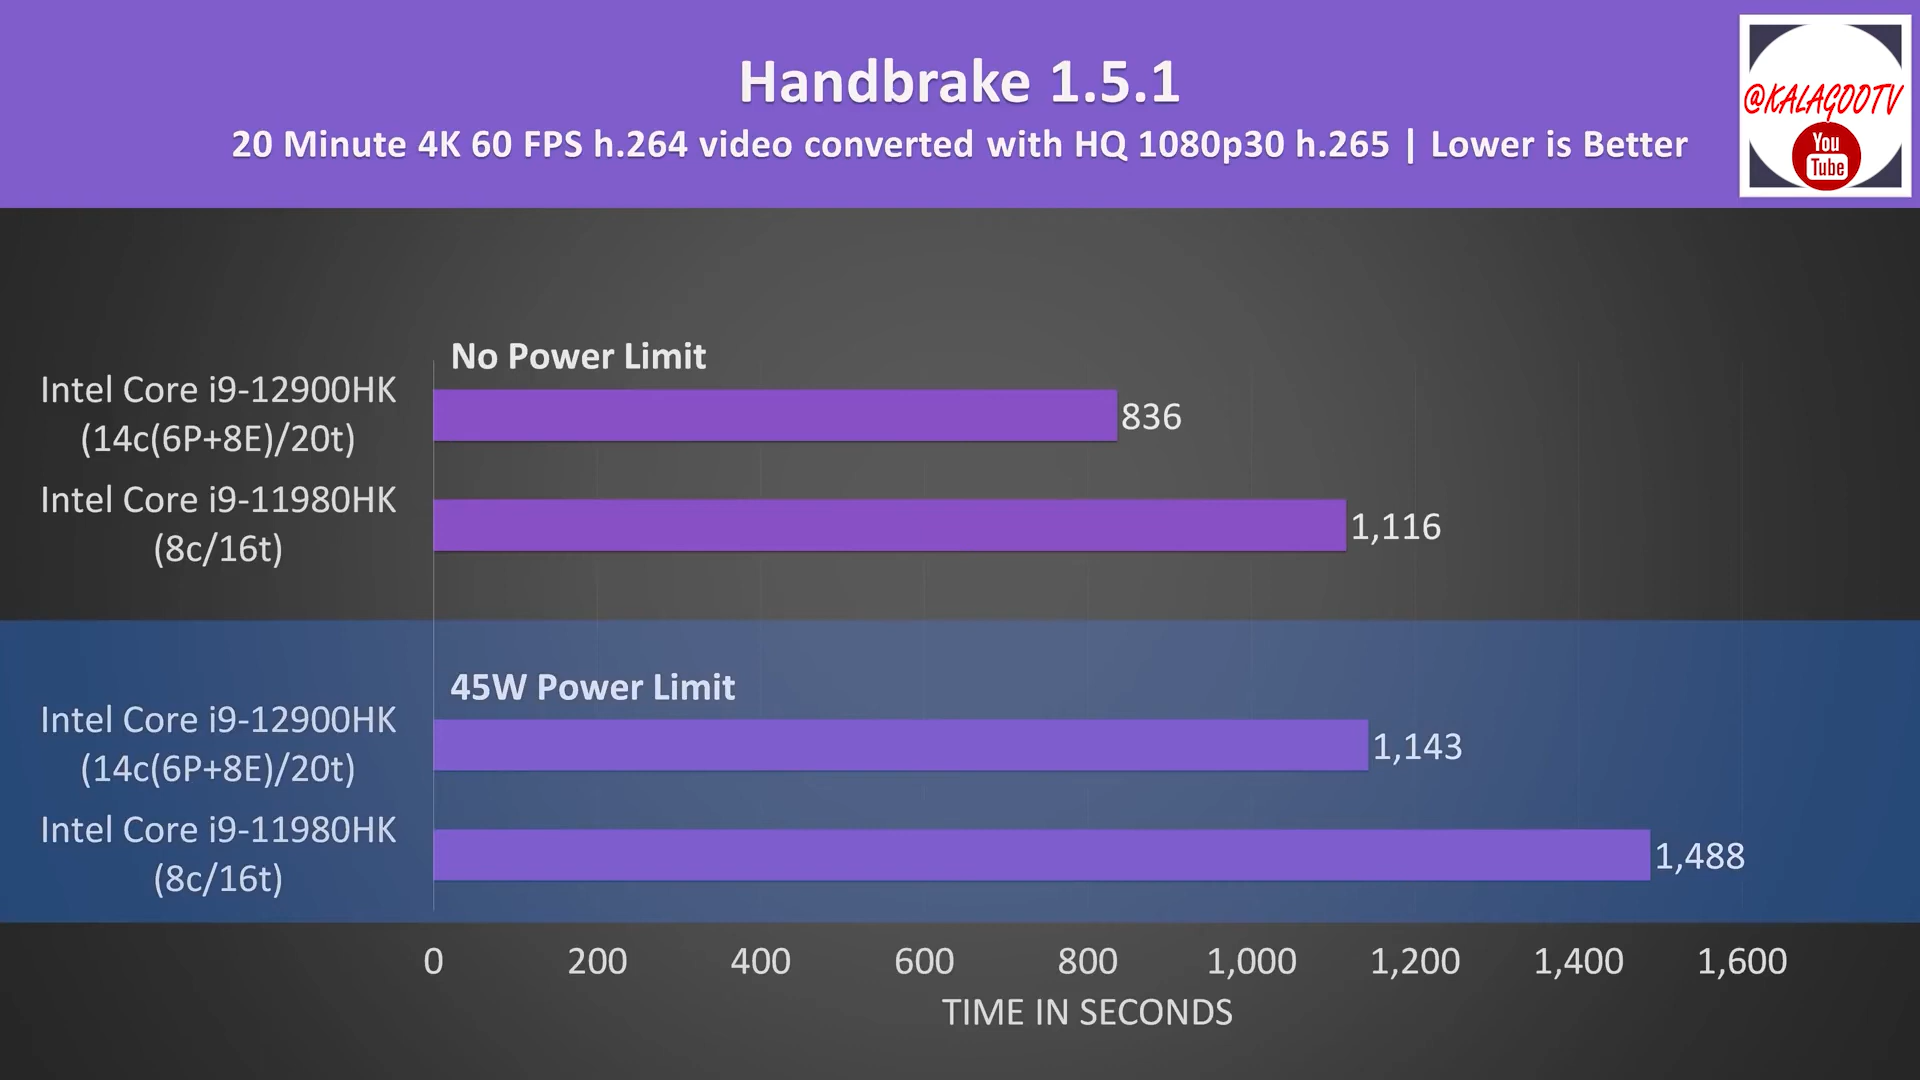 Handbrake 1.5.1
20 Minute 4K 60 FPS h.264 video converted with HQ 1080p30 h.265 | Lower is Better
@KALAGOOTV
You
Tube
No Power Limit
Intel Core i9-12900HK
(14c(6P+8E)/20t)
836
Intel Core i9-11980HK
(8c/16t)
1,116
45W Power Limit
Intel Core i9-12900HK
(14c(6P+8E)/20t)
1,143
Intel Core i9-11980HK
(8c/16t)
1,488
0 200 400 600 800 1,000 1,200 1,400 1,600
TIME IN SECONDS